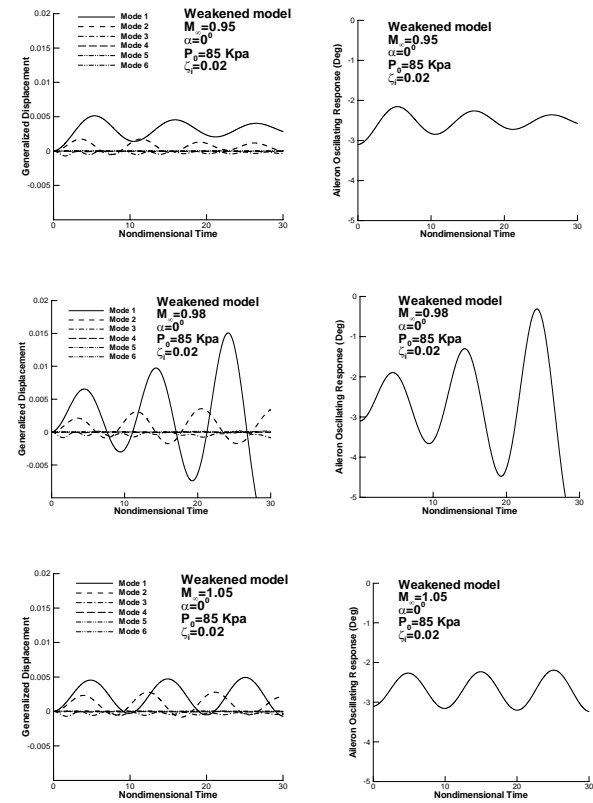 Generalized Displacement
0.02
0.015
0.01
0.005
0
-0.005
Mode 1
Mode 2
Mode 3
Mode 4
Mode 5
Mode 6
Weakened model
M∞=0.95
α=0⁰
P₀=85 Kpa
ζᵢ=0.02
0 10 20 30
Nondimensional Time
Aileron Oscillating Response (Deg)
0
-1
-2
-3
-4
-5
Weakened model
M∞=0.95
α=0⁰
P₀=85 Kpa
ζᵢ=0.02
0 10 20 30
Nondimensional Time
Generalized Displacement
0.02
0.015
0.01
0.005
0
-0.005
Mode 1
Mode 2
Mode 3
Mode 4
Mode 5
Mode 6
Weakened model
M∞=0.98
α=0⁰
P₀=85 Kpa
ζᵢ=0.02
0 10 20 30
Nondimensional Time
Aileron Oscillating Response (Deg)
0
-1
-2
-3
-4
-5
Weakened model
M∞=0.98
α=0⁰
P₀=85 Kpa
ζᵢ=0.02
0 10 20 30
Nondimensional Time
Generalized Displacement
0.02
0.015
0.01
0.005
0
-0.005
Mode 1
Mode 2
Mode 3
Mode 4
Mode 5
Mode 6
Weakened model
M∞=1.05
α=0⁰
P₀=85 Kpa
ζᵢ=0.02
0 10 20 30
Nondimensional Time
Aileron Oscillating Response (Deg)
0
-1
-2
-3
-4
-5
Weakened model
M∞=1.05
α=0⁰
P₀=85 Kpa
ζᵢ=0.02
0 10 20 30
Nondimensional Time